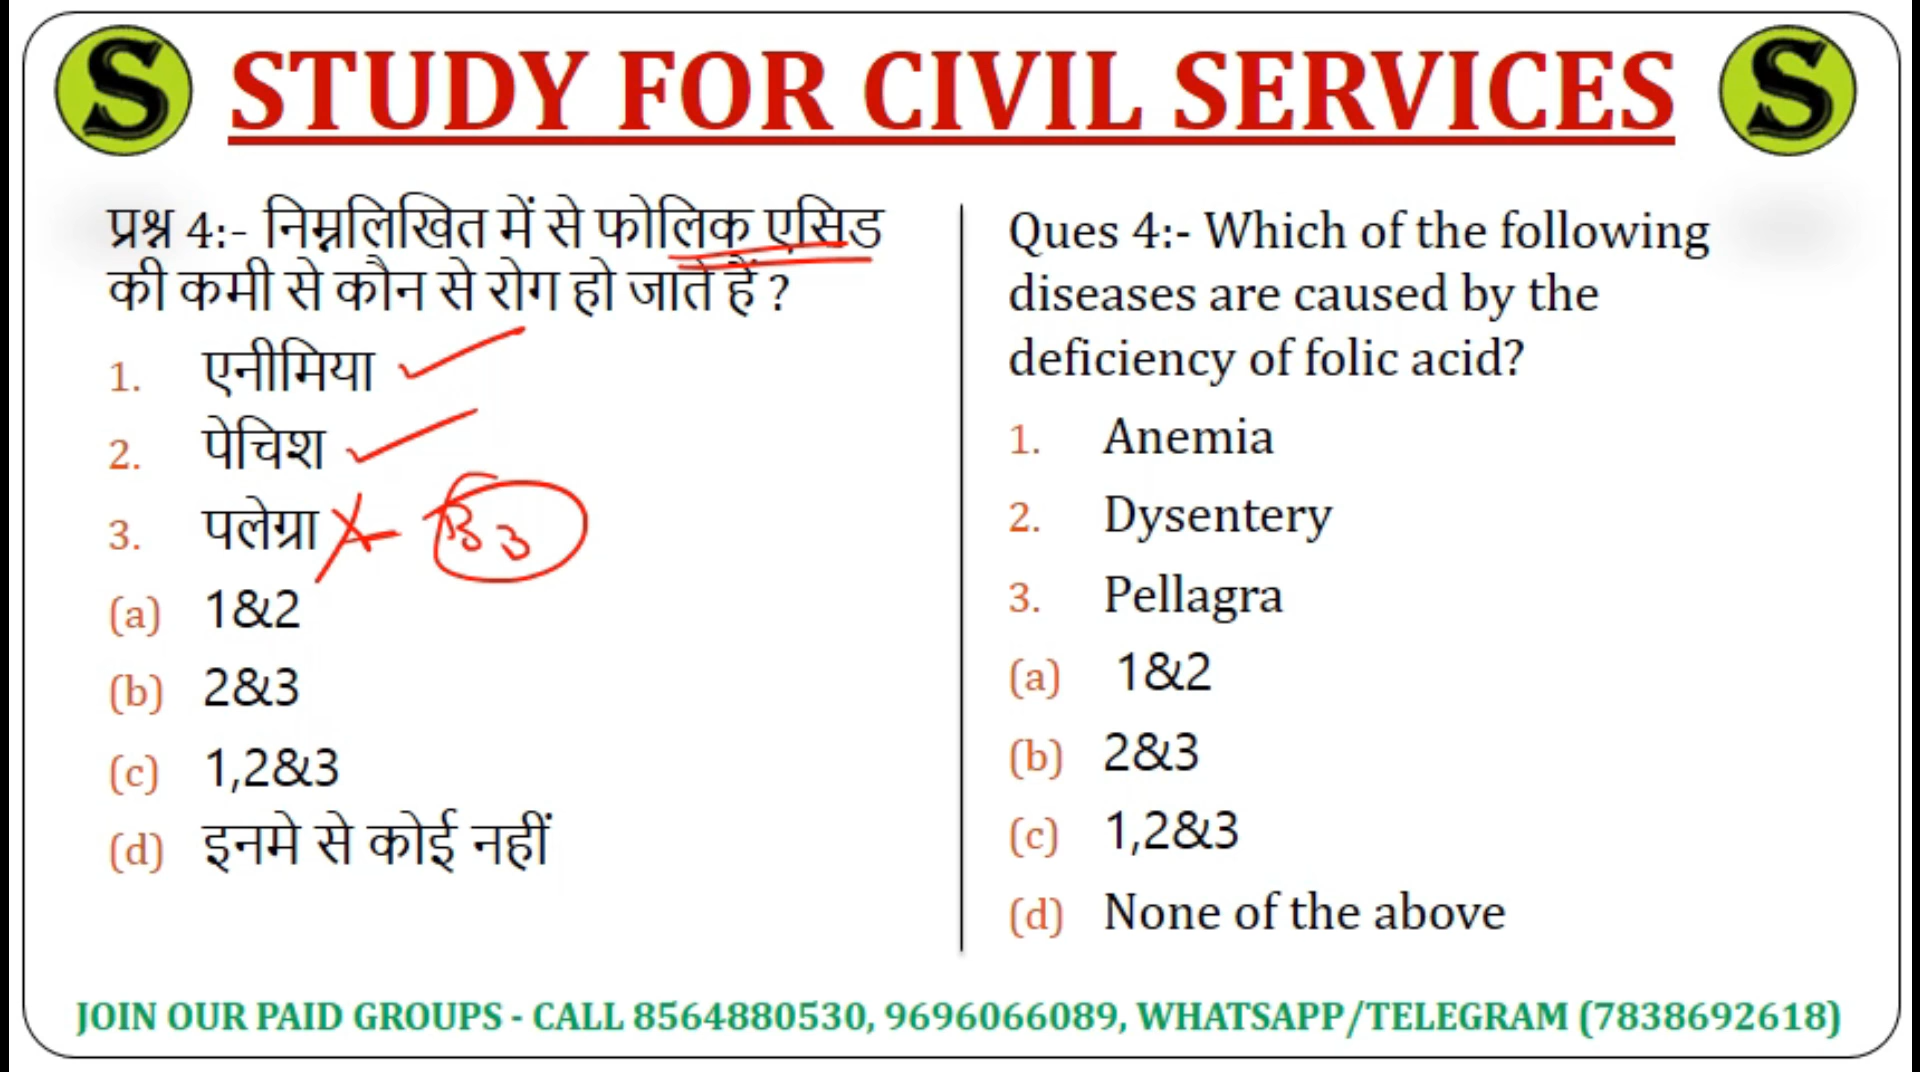 S STUDY FOR CIVIL SERVICES S
प्रश्न 4:- निम्नलिखित में से फोलिक एसिड
की कमी से कौन से रोग हो जाते हैं ?
1. एनीमिया
2. पेचिश
3. पलेग्रा B3
(a) 1&2
(b) 2&3
(c) 1,2&3
(d) इनमे से कोई नहीं
Ques 4:- Which of the following
diseases are caused by the
deficiency of folic acid?
1. Anemia
2. Dysentery
3. Pellagra
(a) 1&2
(b) 2&3
(c) 1,2&3
(d) None of the above
JOIN OUR PAID GROUPS - CALL 8564880530, 9696066089, WHATSAPP/TELEGRAM (7838692618)